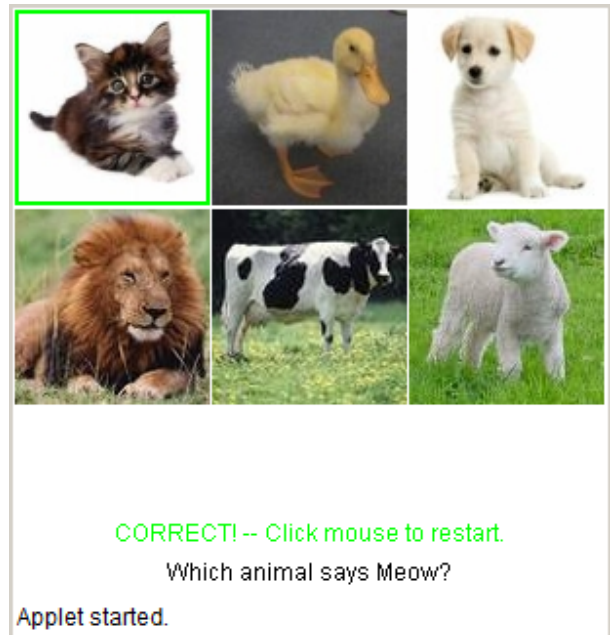 CORRECT! -- Click mouse to restart.
Which animal says Meow?
Applet started.